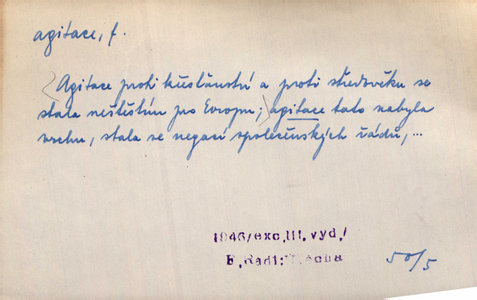 agitace, f.
Agitace proti křesťanství a proti středověku se
stala neštěstím pro Evropu; agitace tato nabyla
vrchu, stala se negací společenských řádů, ...
1946/exc.III.vyd./
E.Rádl:
50/5